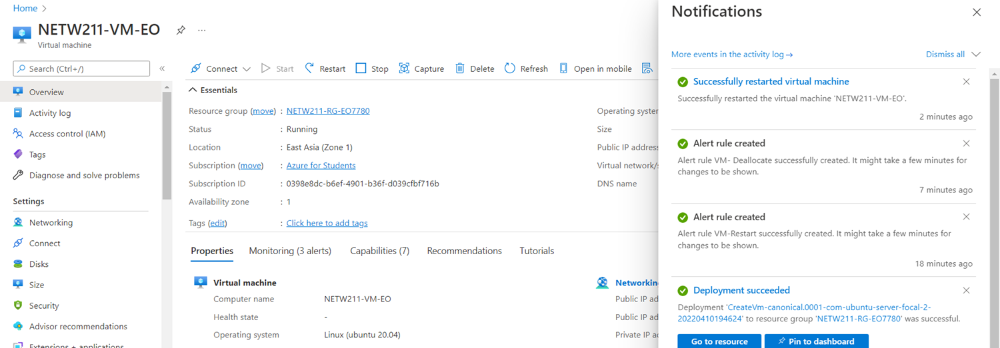 Home >
NETW211-VM-EO
...
Virtual machine
Search (Ctrl+/)
«
Overview
Activity log
Access control (IAM)
Tags
Diagnose and solve problems
Settings
Networking
Connect
Disks
Size
Security
Advisor recommendations
Extensions + applications
Connect Start Restart Stop Capture Delete Refresh Open in mobile
Essentials
Resource group (move) : NETW211-RG-EO7780
Status : Running
Location : East Asia (Zone 1)
Subscription (move) : Azure for Students
Subscription ID : 0398e8dc-b6ef-4901-b36f-d039cfbf716b
Availability zone : 1
Tags (edit) : Click here to add tags
Operating system
Size
Public IP address
Virtual network/s
DNS name
Properties Monitoring (3 alerts) Capabilities (7) Recommendations Tutorials
Virtual machine
Computer name NETW211-VM-EO
Health state -
Operating system Linux (ubuntu 20.04)
Networking
Public IP ad
Public IP ad
Private IP a
Notifications
More events in the activity log →
Dismiss all
Successfully restarted virtual machine
Successfully restarted the virtual machine 'NETW211-VM-EO'.
2 minutes ago
Alert rule created
Alert rule VM- Deallocate successfully created. It might take a few minutes for
changes to be shown.
7 minutes ago
Alert rule created
Alert rule VM-Restart successfully created. It might take a few minutes for
changes to be shown.
18 minutes ago
Deployment succeeded
Deployment 'CreateVm-canonical.0001-com-ubuntu-server-focal-2-
20220410194624' to resource group 'NETW211-RG-EO7780' was successful.
Go to resource
Pin to dashboard